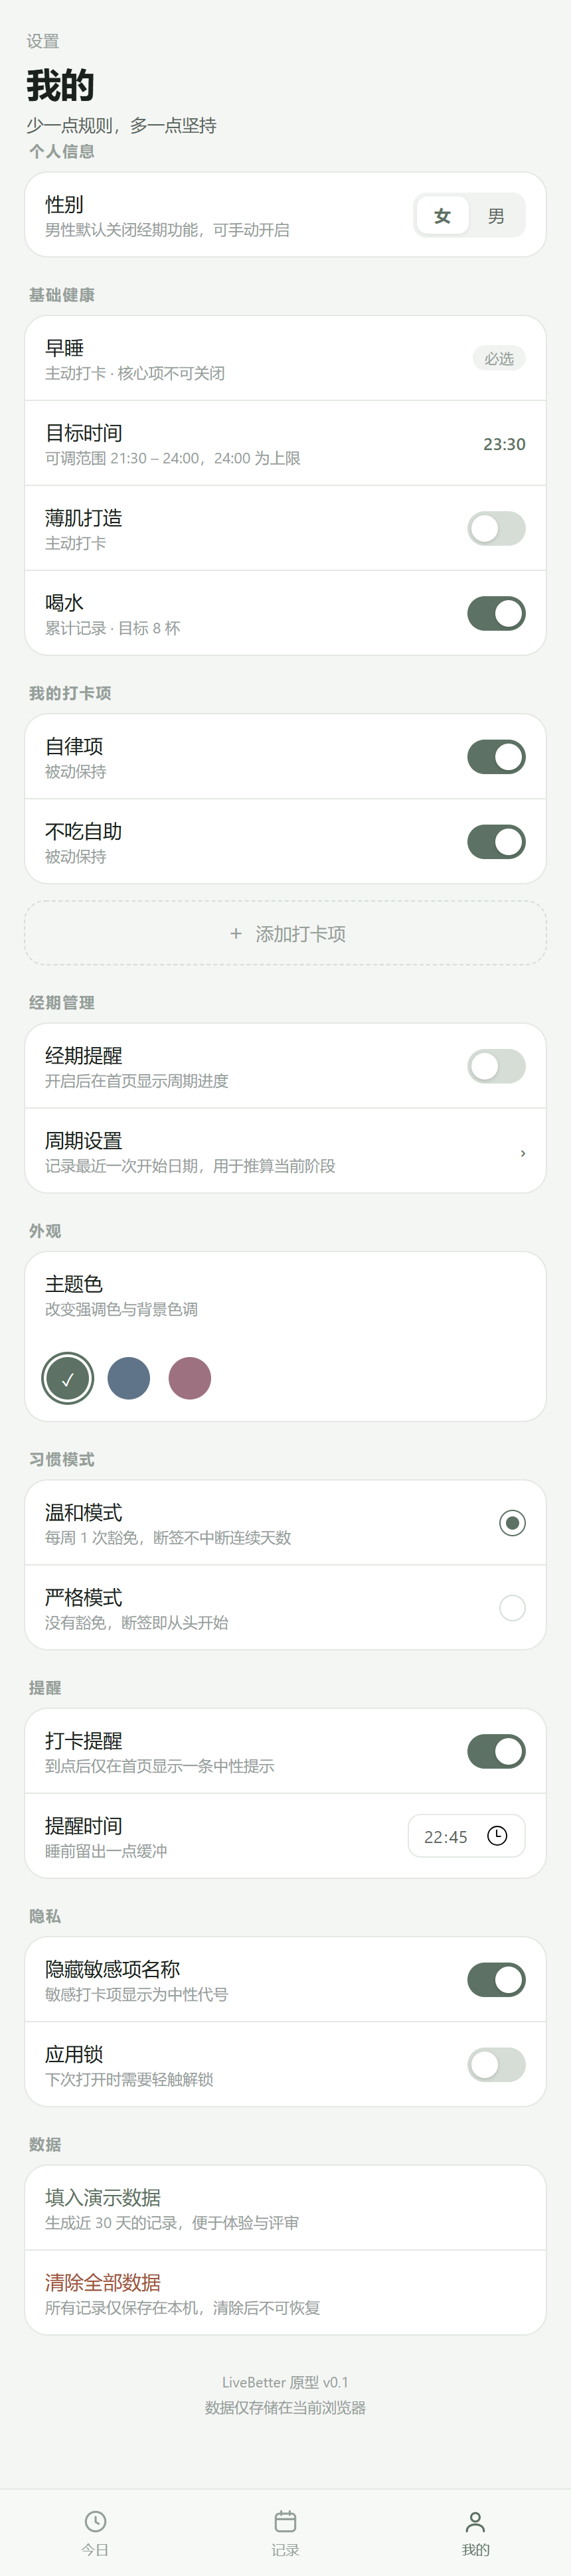 设置
我的
少一点规则，多一点坚持
个人信息
性别
男性默认关闭经期功能，可手动开启
女 男
基础健康
早睡
主动打卡 · 核心项不可关闭
必选
目标时间
可调范围 21:30 – 24:00，24:00 为上限
23:30
薄肌打造
主动打卡
喝水
累计记录 · 目标 8 杯
我的打卡项
自律项
被动保持
不吃自助
被动保持
+ 添加打卡项
经期管理
经期提醒
开启后在首页显示周期进度
周期设置
记录最近一次开始日期，用于推算当前阶段
›
外观
主题色
改变强调色与背景色调
✓
习惯模式
温和模式
每周 1 次豁免，断签不中断连续天数
严格模式
没有豁免，断签即从头开始
提醒
打卡提醒
到点后仅在首页显示一条中性提示
提醒时间
睡前留出一点缓冲
22:45
隐私
隐藏敏感项名称
敏感打卡项显示为中性代号
应用锁
下次打开时需要轻触解锁
数据
填入演示数据
生成近 30 天的记录，便于体验与评审
清除全部数据
所有记录仅保存在本机，清除后不可恢复
LiveBetter 原型 v0.1
数据仅存储在当前浏览器
今日 记录 我的